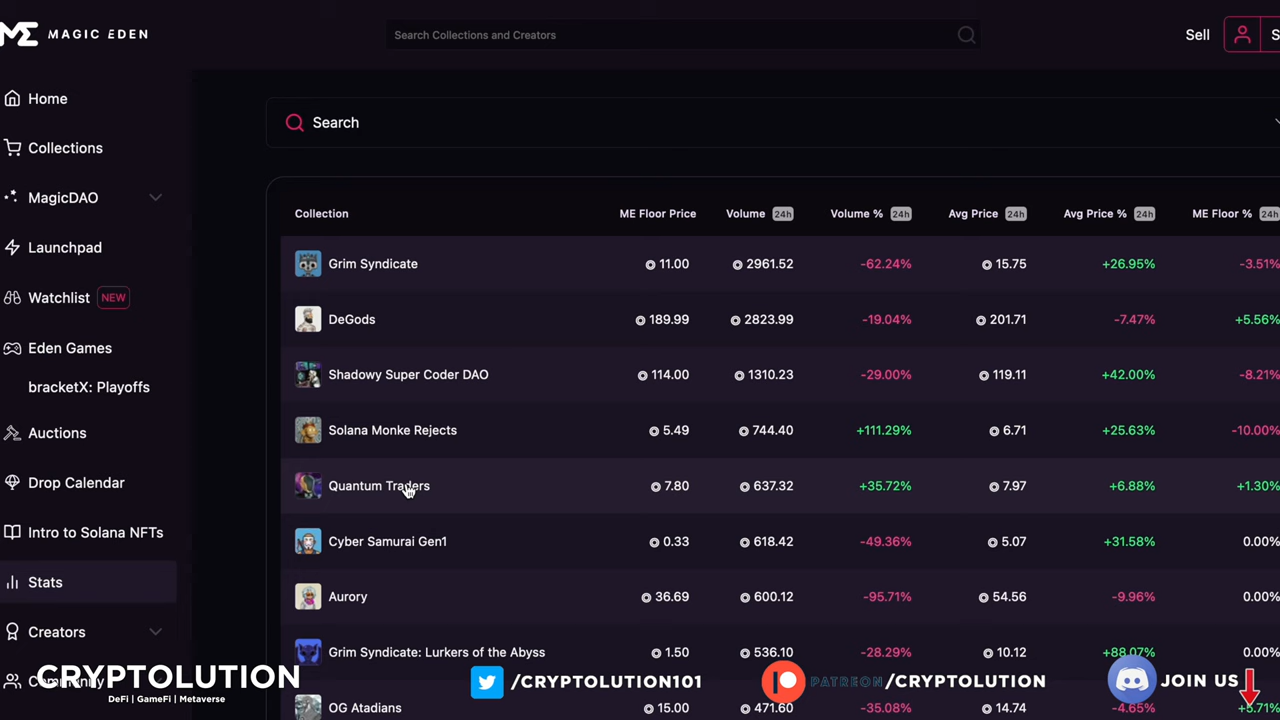 MAGIC EDEN
Search Collections and Creators
Sell
Home
Collections
MagicDAO
Launchpad
Watchlist NEW
Eden Games
bracketX: Playoffs
Auctions
Drop Calendar
Intro to Solana NFTs
Stats
Creators
Community
Search
Collection ME Floor Price Volume 24h Volume % 24h Avg Price 24h Avg Price % 24h ME Floor % 24h
Grim Syndicate 11.00 2961.52 -62.24% 15.75 +26.95% -3.51%
DeGods 189.99 2823.99 -19.04% 201.71 -7.47% +5.56%
Shadowy Super Coder DAO 114.00 1310.23 -29.00% 119.11 +42.00% -8.21%
Solana Monke Rejects 5.49 744.40 +111.29% 6.71 +25.63% -10.00%
Quantum Traders 7.80 637.32 +35.72% 7.97 +6.88% +1.30%
Cyber Samurai Gen1 0.33 618.42 -49.36% 5.07 +31.58% 0.00%
Aurory 36.69 600.12 -95.71% 54.56 -9.96% 0.00%
Grim Syndicate: Lurkers of the Abyss 1.50 536.10 -28.29% 10.12 +88.07% 0.00%
OG Atadians 15.00 471.60 -35.08% 14.74 -4.65% +5.71%
CRYPTOLUTION
DeFi | GameFi | Metaverse
/CRYPTOLUTION101
PATREON/CRYPTOLUTION
JOIN US